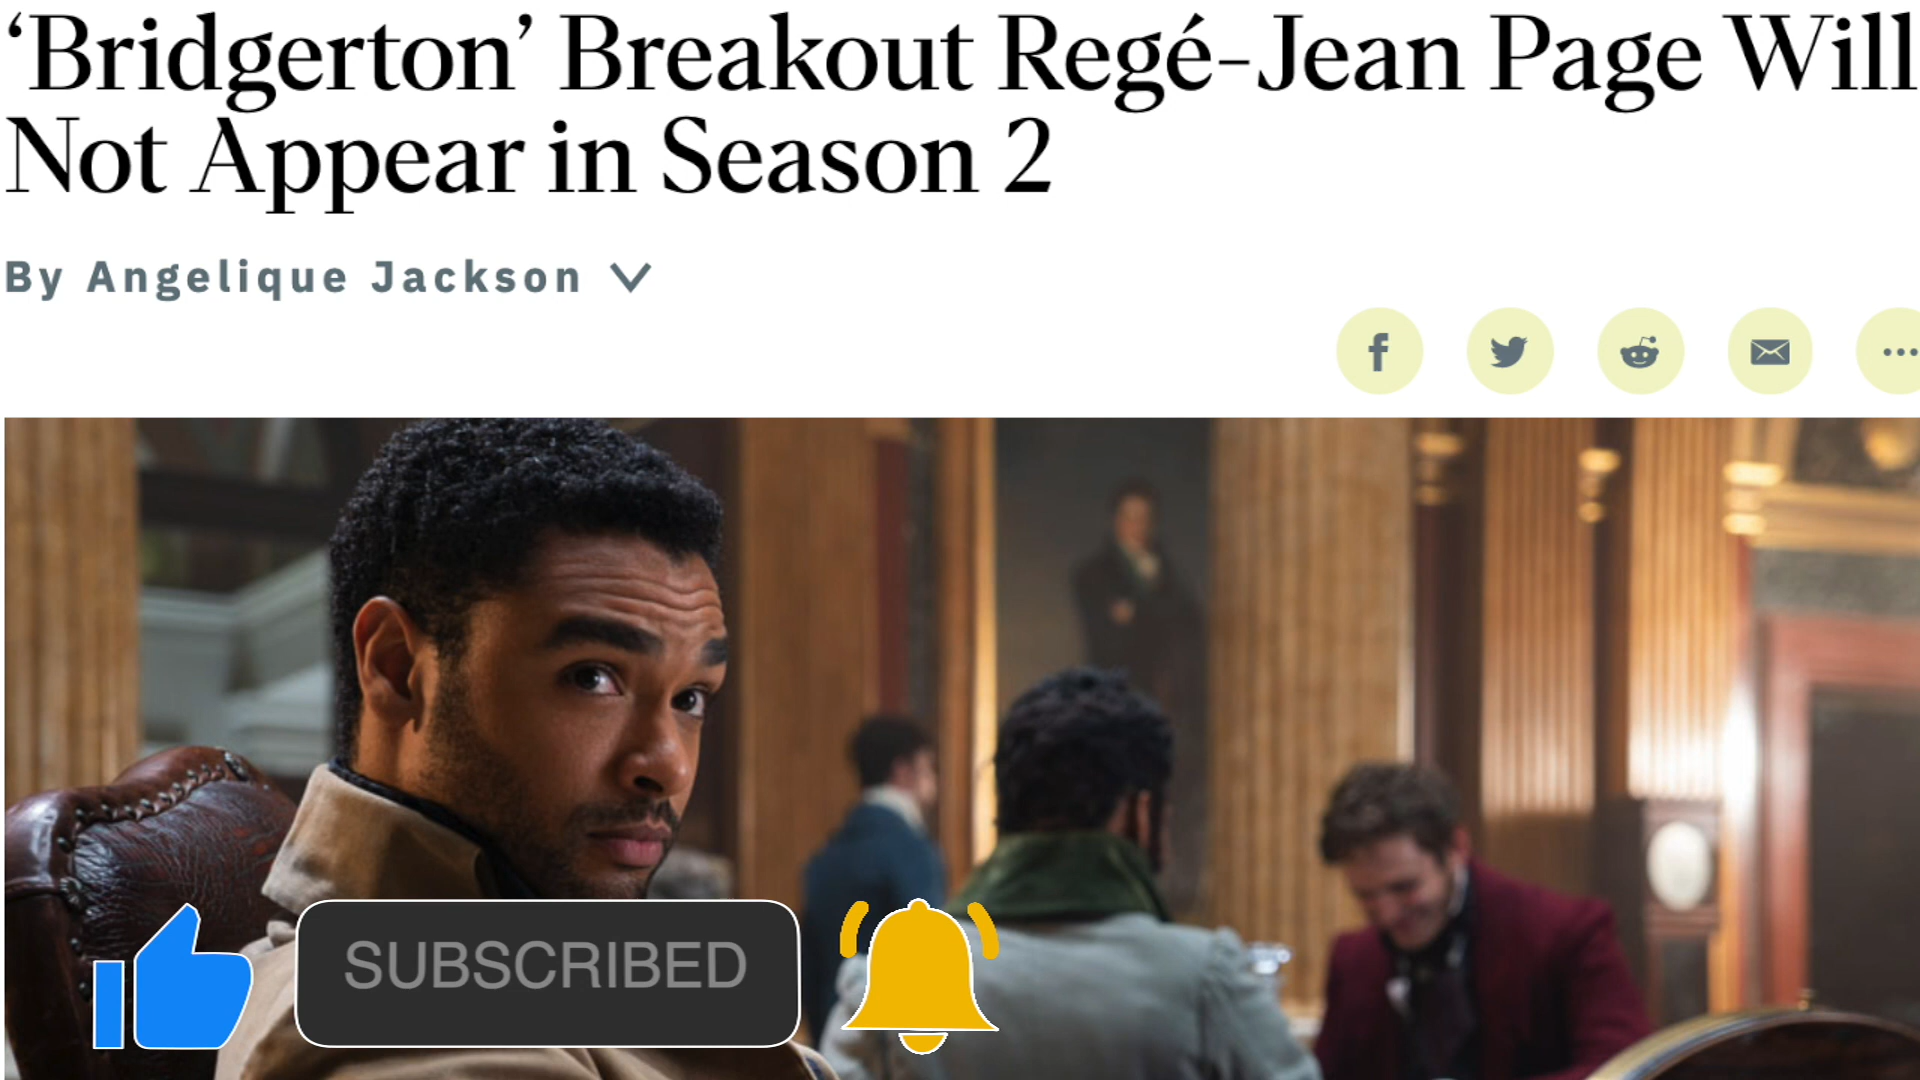 ‘Bridgerton’ Breakout Regé-Jean Page Will
Not Appear in Season 2
By Angelique Jackson
SUBSCRIBED